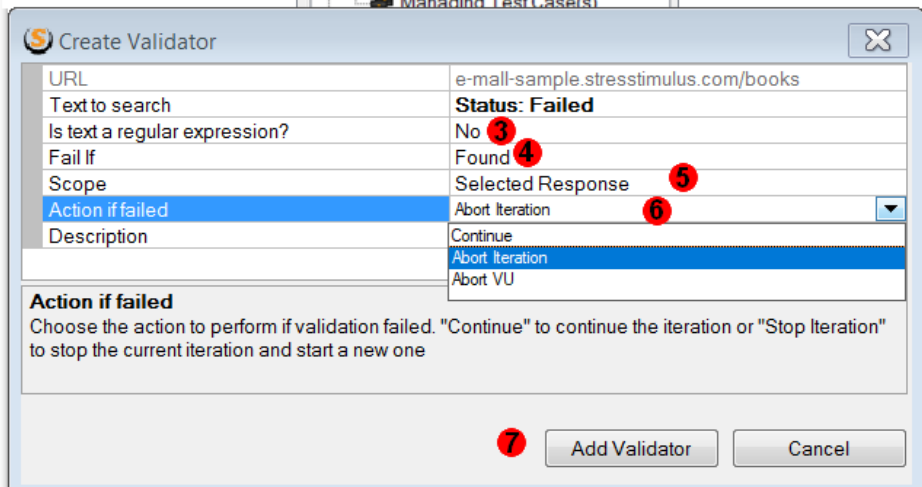 Managing Test Case(s)
S Create Validator
URL e-mall-sample.stresstimulus.com/books
Text to search Status: Failed
Is text a regular expression? No 3
Fail If Found 4
Scope Selected Response 5
Action if failed Abort Iteration 6
Description Continue
Abort Iteration
Abort VU
Action if failed
Choose the action to perform if validation failed. "Continue" to continue the iteration or "Stop Iteration"
to stop the current iteration and start a new one
7 Add Validator Cancel